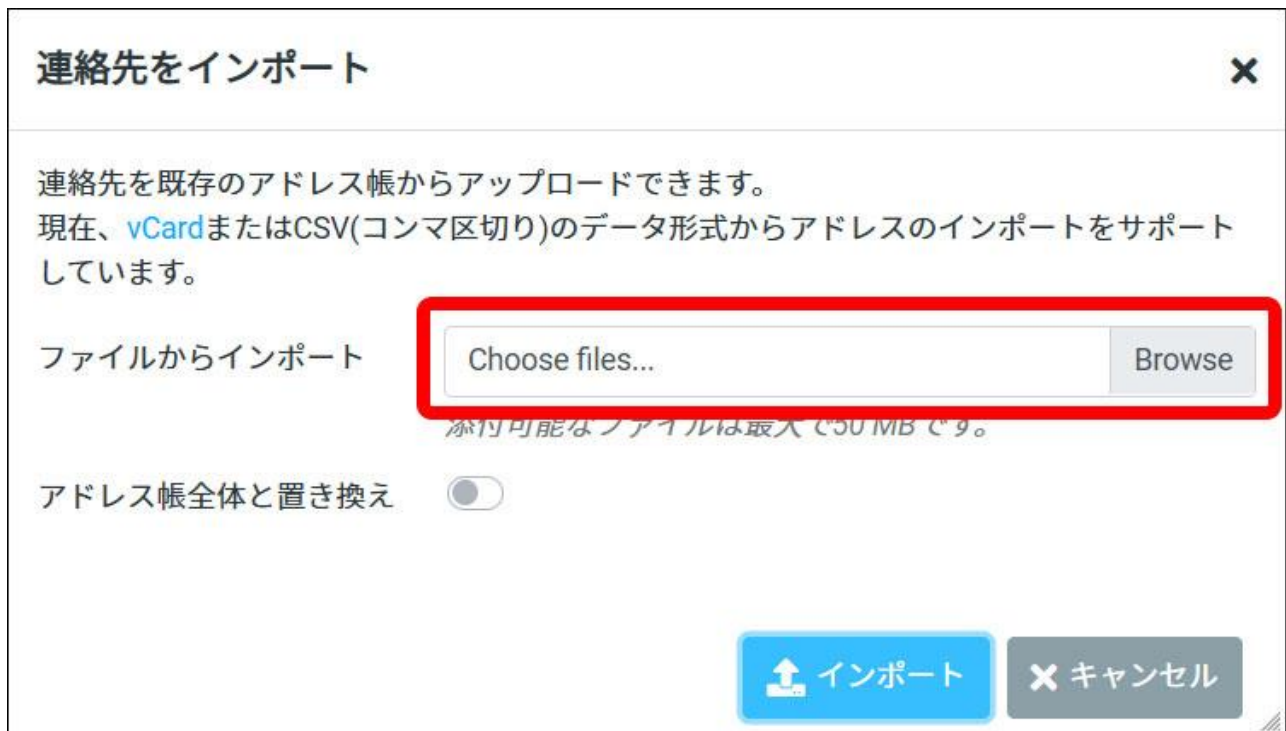 連絡先をインポート
連絡先を既存のアドレス帳からアップロードできます。
現在、vCardまたはCSV(コンマ区切り)のデータ形式からアドレスのインポートをサポート
しています。
ファイルからインポート
Choose files...
Browse
添付可能なファイルは最大で50 MBです。
アドレス帳全体と置き換え
インポート
キャンセル